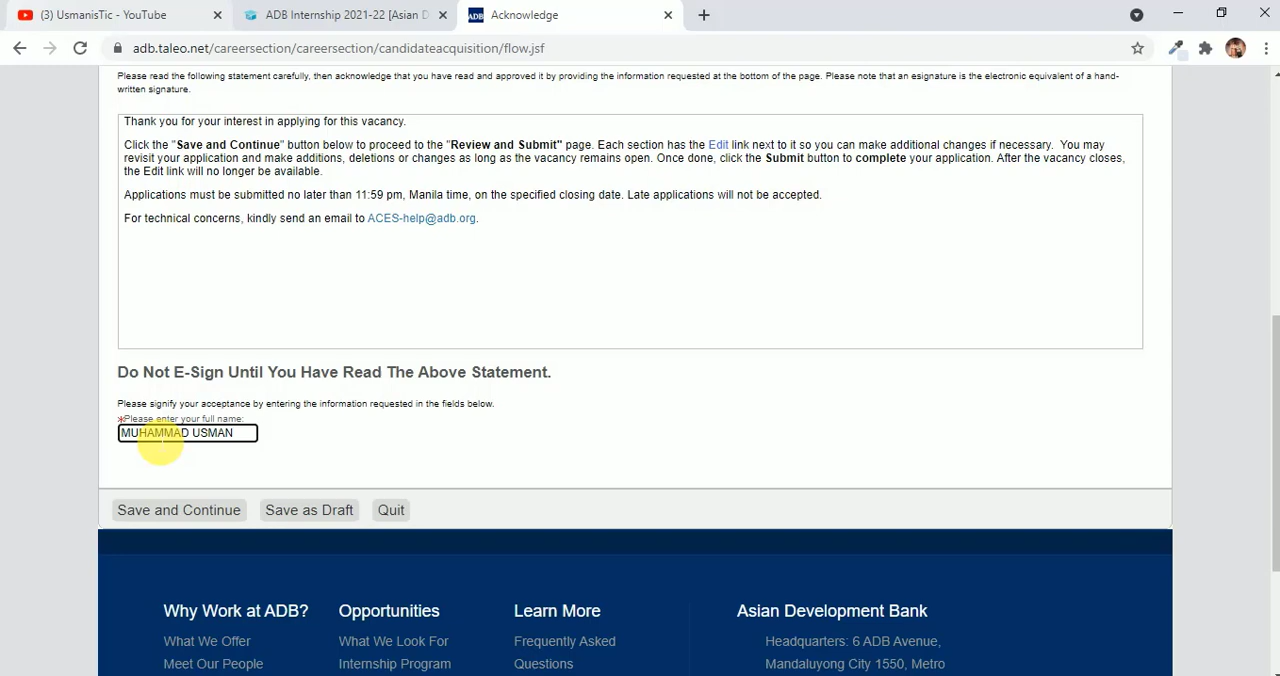 (3) UsmanisTic - YouTube
ADB Internship 2021-22 [Asian D
Acknowledge
adb.taleo.net/careersection/careersection/candidateacquisition/flow.jsf
Please read the following statement carefully, then acknowledge that you have read and approved it by providing the information requested at the bottom of the page. Please note that an esignature is the electronic equivalent of a hand-
written signature.
Thank you for your interest in applying for this vacancy.
Click the "Save and Continue" button below to proceed to the "Review and Submit" page. Each section has the Edit link next to it so you can make additional changes if necessary. You may
revisit your application and make additions, deletions or changes as long as the vacancy remains open. Once done, click the Submit button to complete your application. After the vacancy closes,
the Edit link will no longer be available.
Applications must be submitted no later than 11:59 pm, Manila time, on the specified closing date. Late applications will not be accepted.
For technical concerns, kindly send an email to ACES-help@adb.org.
Do Not E-Sign Until You Have Read The Above Statement.
Please signify your acceptance by entering the information requested in the fields below.
*Please enter your full name:
MUHAMMAD USMAN
Save and Continue Save as Draft Quit
Why Work at ADB? Opportunities Learn More Asian Development Bank
What We Offer What We Look For Frequently Asked Headquarters: 6 ADB Avenue,
Meet Our People Internship Program Questions Mandaluyong City 1550, Metro